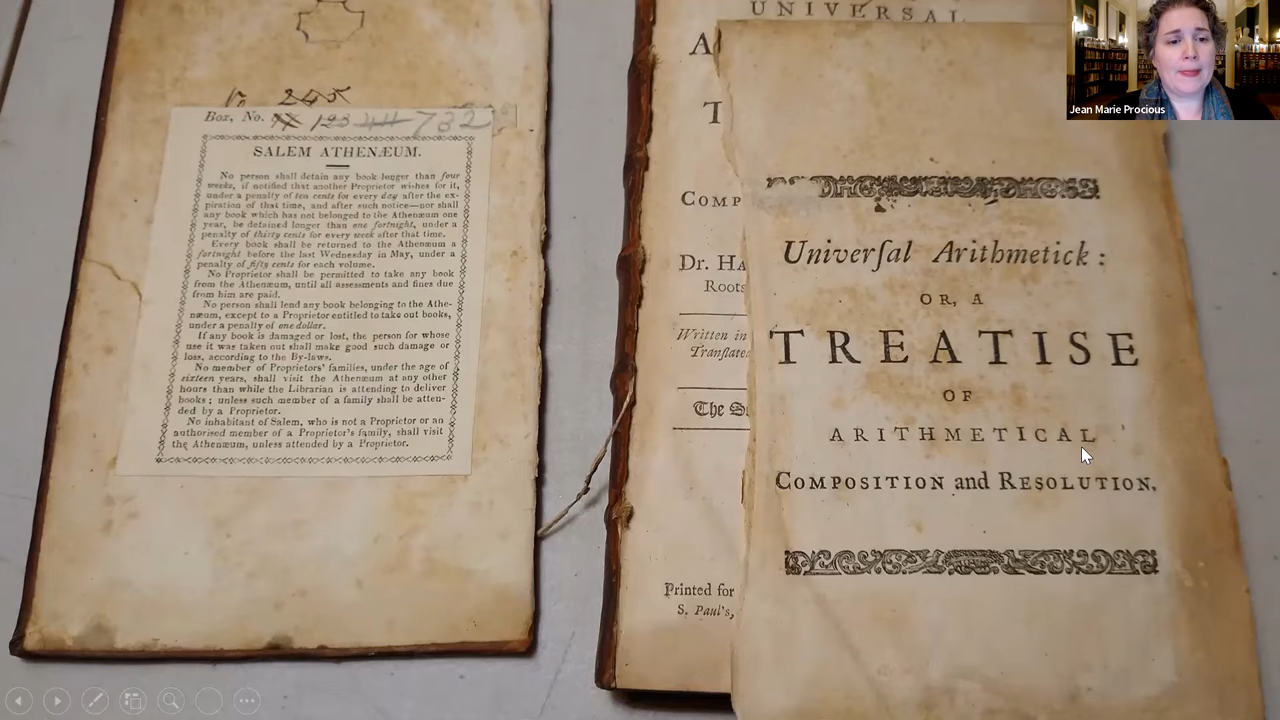 No 245
Box, No. 123 44 732
SALEM ATHENÆUM.
No person shall detain any book longer than four
weeks, if notified that another Proprietor wishes for it,
under a penalty of ten cents for every day after the ex-
piration of that time, and after such notice—nor shall
any book which has not belonged to the Athenæum one
year, be detained longer than one fortnight, under a
penalty of thirty cents for every week after that time.
Every book shall be returned to the Athenæum a
fortnight before the last Wednesday in May, under a
penalty of fifty cents for each volume.
No Proprietor shall be permitted to take any book
from the Athenæum, until all assessments and fines due
from him are paid.
No person shall lend any book belonging to the Athe-
næum, except to a Proprietor entitled to take out books,
under a penalty of one dollar.
If any book is damaged or lost, the person for whose
use it was taken out shall make good such damage or
loss, according to the By-laws.
No member of Proprietors' families, under the age of
sixteen years, shall visit the Athenæum at any other
hours than while the Librarian is attending to deliver
books ; unless such member of a family shall be atten-
ded by a Proprietor.
No inhabitant of Salem, who is not a Proprietor or an
authorised member of a Proprietor's family, shall visit
the Athenæum, unless attended by a Proprietor.
UNIVERSAL
A
T
COMP
Dr. HA
Roots
Written in
Tranſlate
The S
Printed for
S. Paul's,
Univerſal Arithmetick :
OR, A
TREATISE
OF
ARITHMETICAL
COMPOSITION and RESOLUTION.
Jean Marie Procious